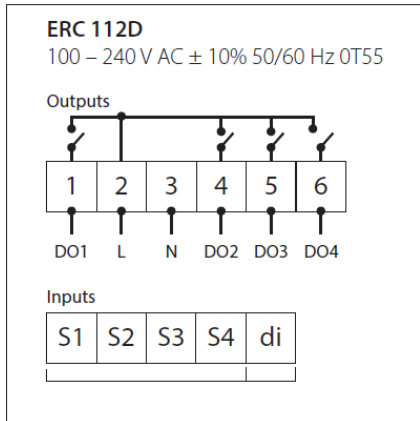 ERC 112D
100 – 240 V AC ± 10% 50/60 Hz 0T55
Outputs
1 2 3 4 5 6
DO1 L N DO2 DO3 DO4
Inputs
S1 S2 S3 S4 di